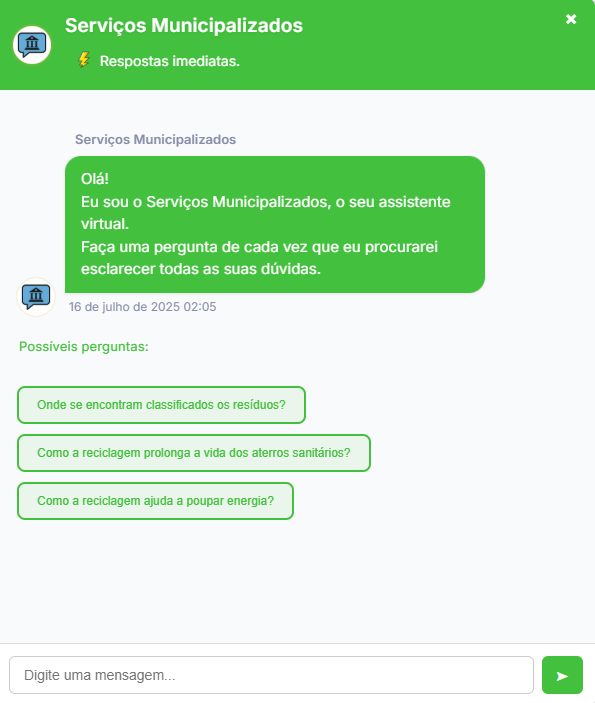 Serviços Municipalizados
⚡ Respostas imediatas.
Serviços Municipalizados
Olá!
Eu sou o Serviços Municipalizados, o seu assistente
virtual.
Faça uma pergunta de cada vez que eu procurarei
esclarecer todas as suas dúvidas.
16 de julho de 2025 02:05
Possíveis perguntas:
Onde se encontram classificados os resíduos?
Como a reciclagem prolonga a vida dos aterros sanitários?
Como a reciclagem ajuda a poupar energia?
Digite uma mensagem...